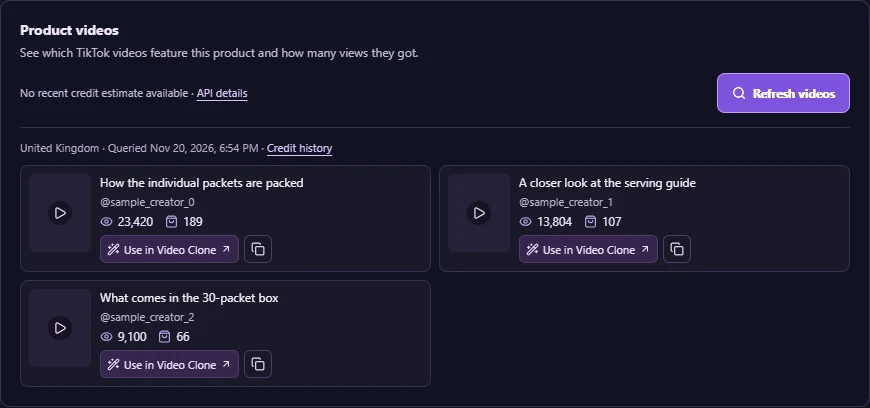 Product videos
See which TikTok videos feature this product and how many views they got.
No recent credit estimate available · API details
Refresh videos
United Kingdom · Queried Nov 20, 2026, 6:54 PM · Credit history
How the individual packets are packed
@sample_creator_0
23,420 189
Use in Video Clone
A closer look at the serving guide
@sample_creator_1
13,804 107
Use in Video Clone
What comes in the 30-packet box
@sample_creator_2
9,100 66
Use in Video Clone